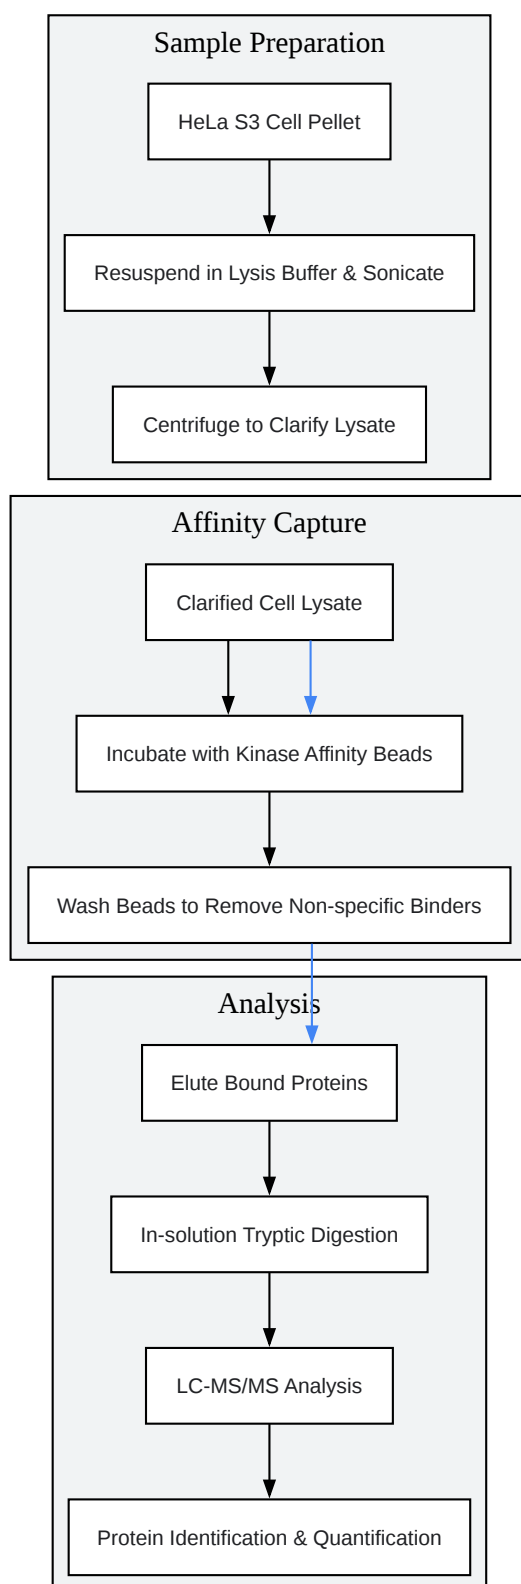 Sample Preparation
HeLa S3 Cell Pellet
Resuspend in Lysis Buffer & Sonicate
Centrifuge to Clarify Lysate
Affinity Capture
Clarified Cell Lysate
Incubate with Kinase Affinity Beads
Wash Beads to Remove Non-specific Binders
Analysis
Elute Bound Proteins
In-solution Tryptic Digestion
LC-MS/MS Analysis
Protein Identification & Quantification